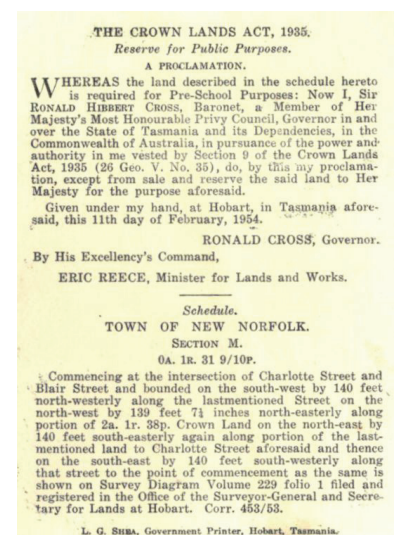 THE CROWN LANDS ACT, 1935.
Reserve for Public Purposes.
A PROCLAMATION.
WHEREAS the land described in the schedule hereto
is required for Pre-School Purposes: Now I, Sir
RONALD HIBBERT CROSS, Baronet, a Member of Her
Majesty's Most Honourable Privy Council, Governor in and
over the State of Tasmania and its Dependencies, in the
Commonwealth of Australia, in pursuance of the power and
authority in me vested by Section 9 of the Crown Lands
Act, 1935 (26 Geo. V. No. 35), do, by this my proclama-
tion, except from sale and reserve the said land to Her
Majesty for the purpose aforesaid.
Given under my hand, at Hobart, in Tasmania afore-
said, this 11th day of February, 1954.
RONALD CROSS, Governor.
By His Excellency's Command,
ERIC REECE, Minister for Lands and Works.
Schedule.
TOWN OF NEW NORFOLK.
SECTION M.
0A. 1R. 31 9/10P.
Commencing at the intersection of Charlotte Street and
Blair Street and bounded on the south-west by 140 feet
north-westerly along the lastmentioned Street on the
north-west by 139 feet 7¼ inches north-easterly along
portion of 2a. 1r. 38p. Crown Land on the north-east by
140 feet south-easterly again along portion of the last-
mentioned land to Charlotte Street aforesaid and thence
on the south-east by 140 feet south-westerly along
that street to the point of commencement as the same is
shown on Survey Diagram Volume 229 folio 1 filed and
registered in the Office of the Surveyor-General and Secre-
tary for Lands at Hobart. Corr. 453/53.
L. G. SHEA, Government Printer, Hobart, Tasmania.